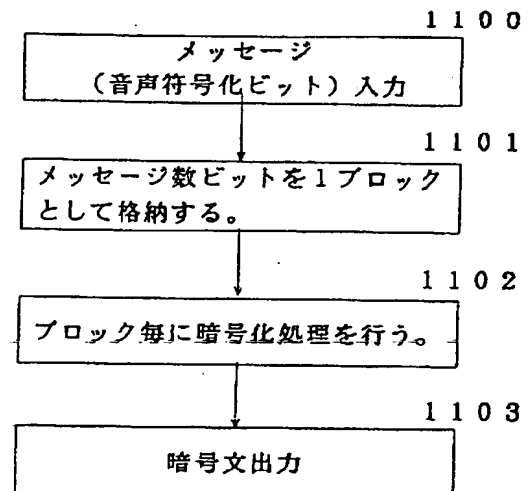 1100
メッセージ
（音声符号化ビット）入力
1101
メッセージ数ビットを1ブロック
として格納する。
1102
ブロック毎に暗号化処理を行う。
1103
暗号文出力